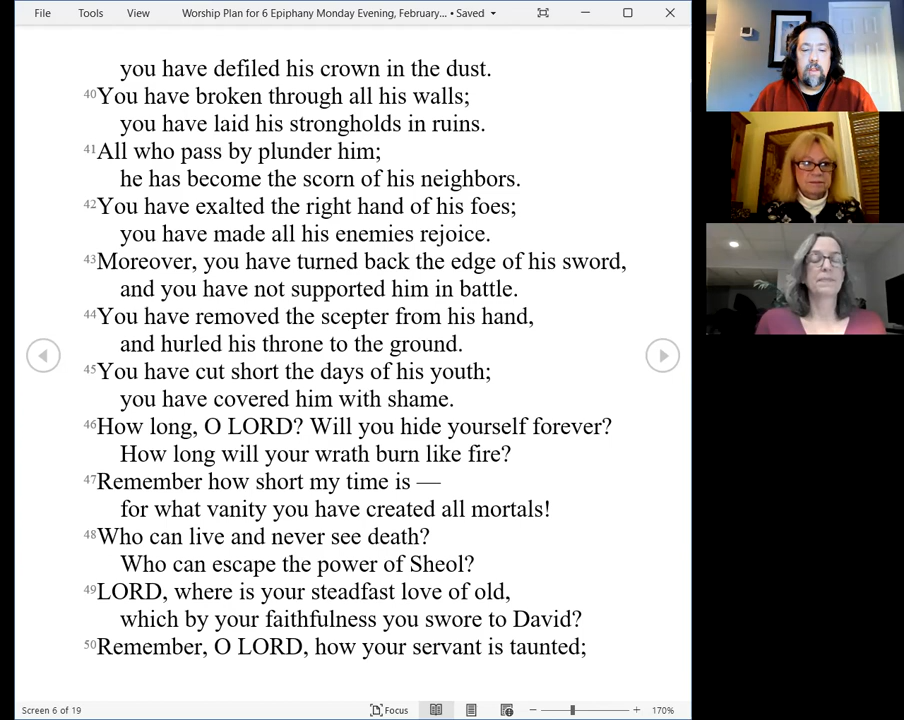 File Help Worship Plan for 6 Epiphany Monday Evening, February... • Saved
you have defiled his crown in the dust.
40You have broken through all his walls;
you have laid his strongholds in ruins.
41All who pass by plunder him;
he has become the scorn of his neighbors.
42You have exalted the right hand of his foes;
you have made all his enemies rejoice.
43Moreover, you have turned back the edge of his sword,
and you have not supported him in battle.
44You have removed the scepter from his hand,
and hurled his throne to the ground.
45You have cut short the days of his youth;
you have covered him with shame.
46How long, O LORD? Will you hide yourself forever?
How long will your wrath burn like fire?
47Remember how short my time is —
for what vanity you have created all mortals!
48Who can live and never see death?
Who can escape the power of Sheol?
49LORD, where is your steadfast love of old,
which by your faithfulness you swore to David?
50Remember, O LORD, how your servant is taunted;
Screen 6 of 19 Focus 170%